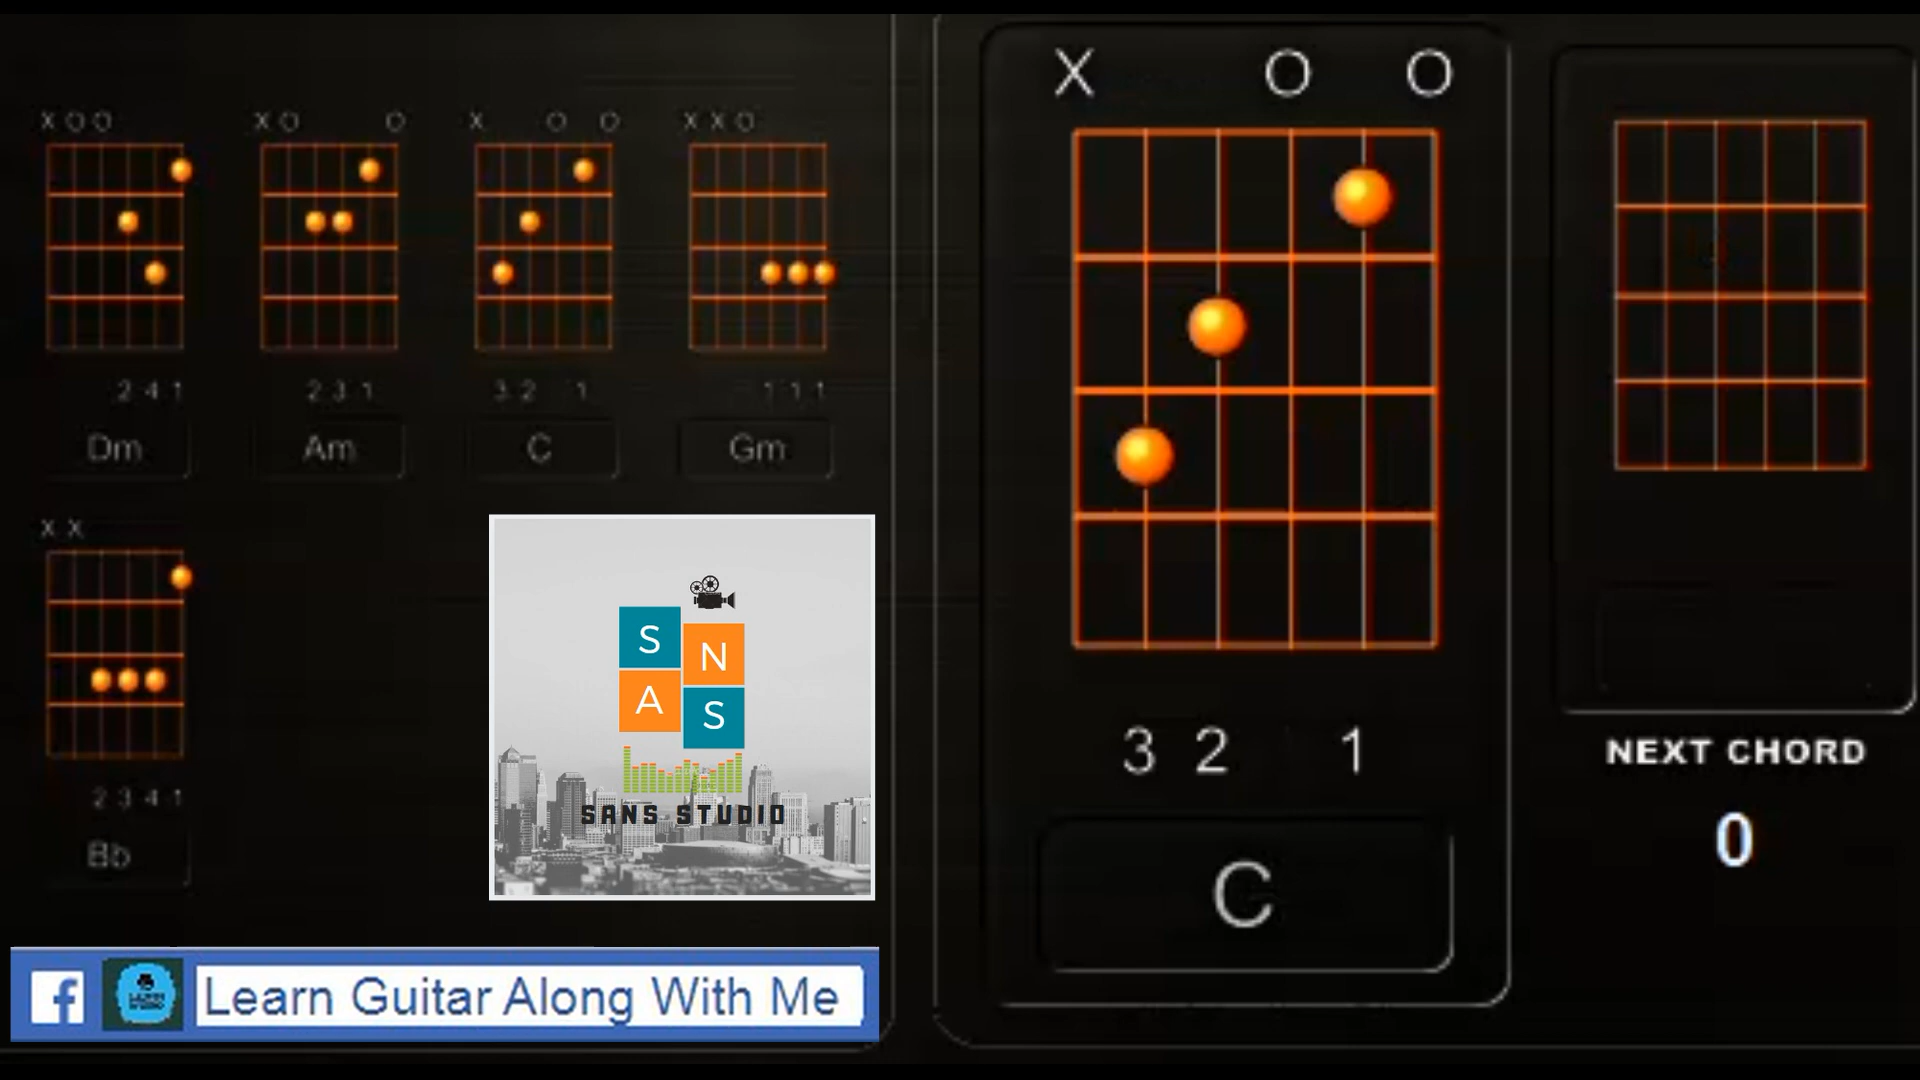 X O O
X O O
X O O
X X O
2 4 1
2 3 1
3 2 1
1 1 1
Dm
Am
C
Gm
X X
2 3 4 1
Bb
S
N
A
S
SANS STUDIO
Learn Guitar Along With Me
X O O
3 2 1
C
NEXT CHORD
0